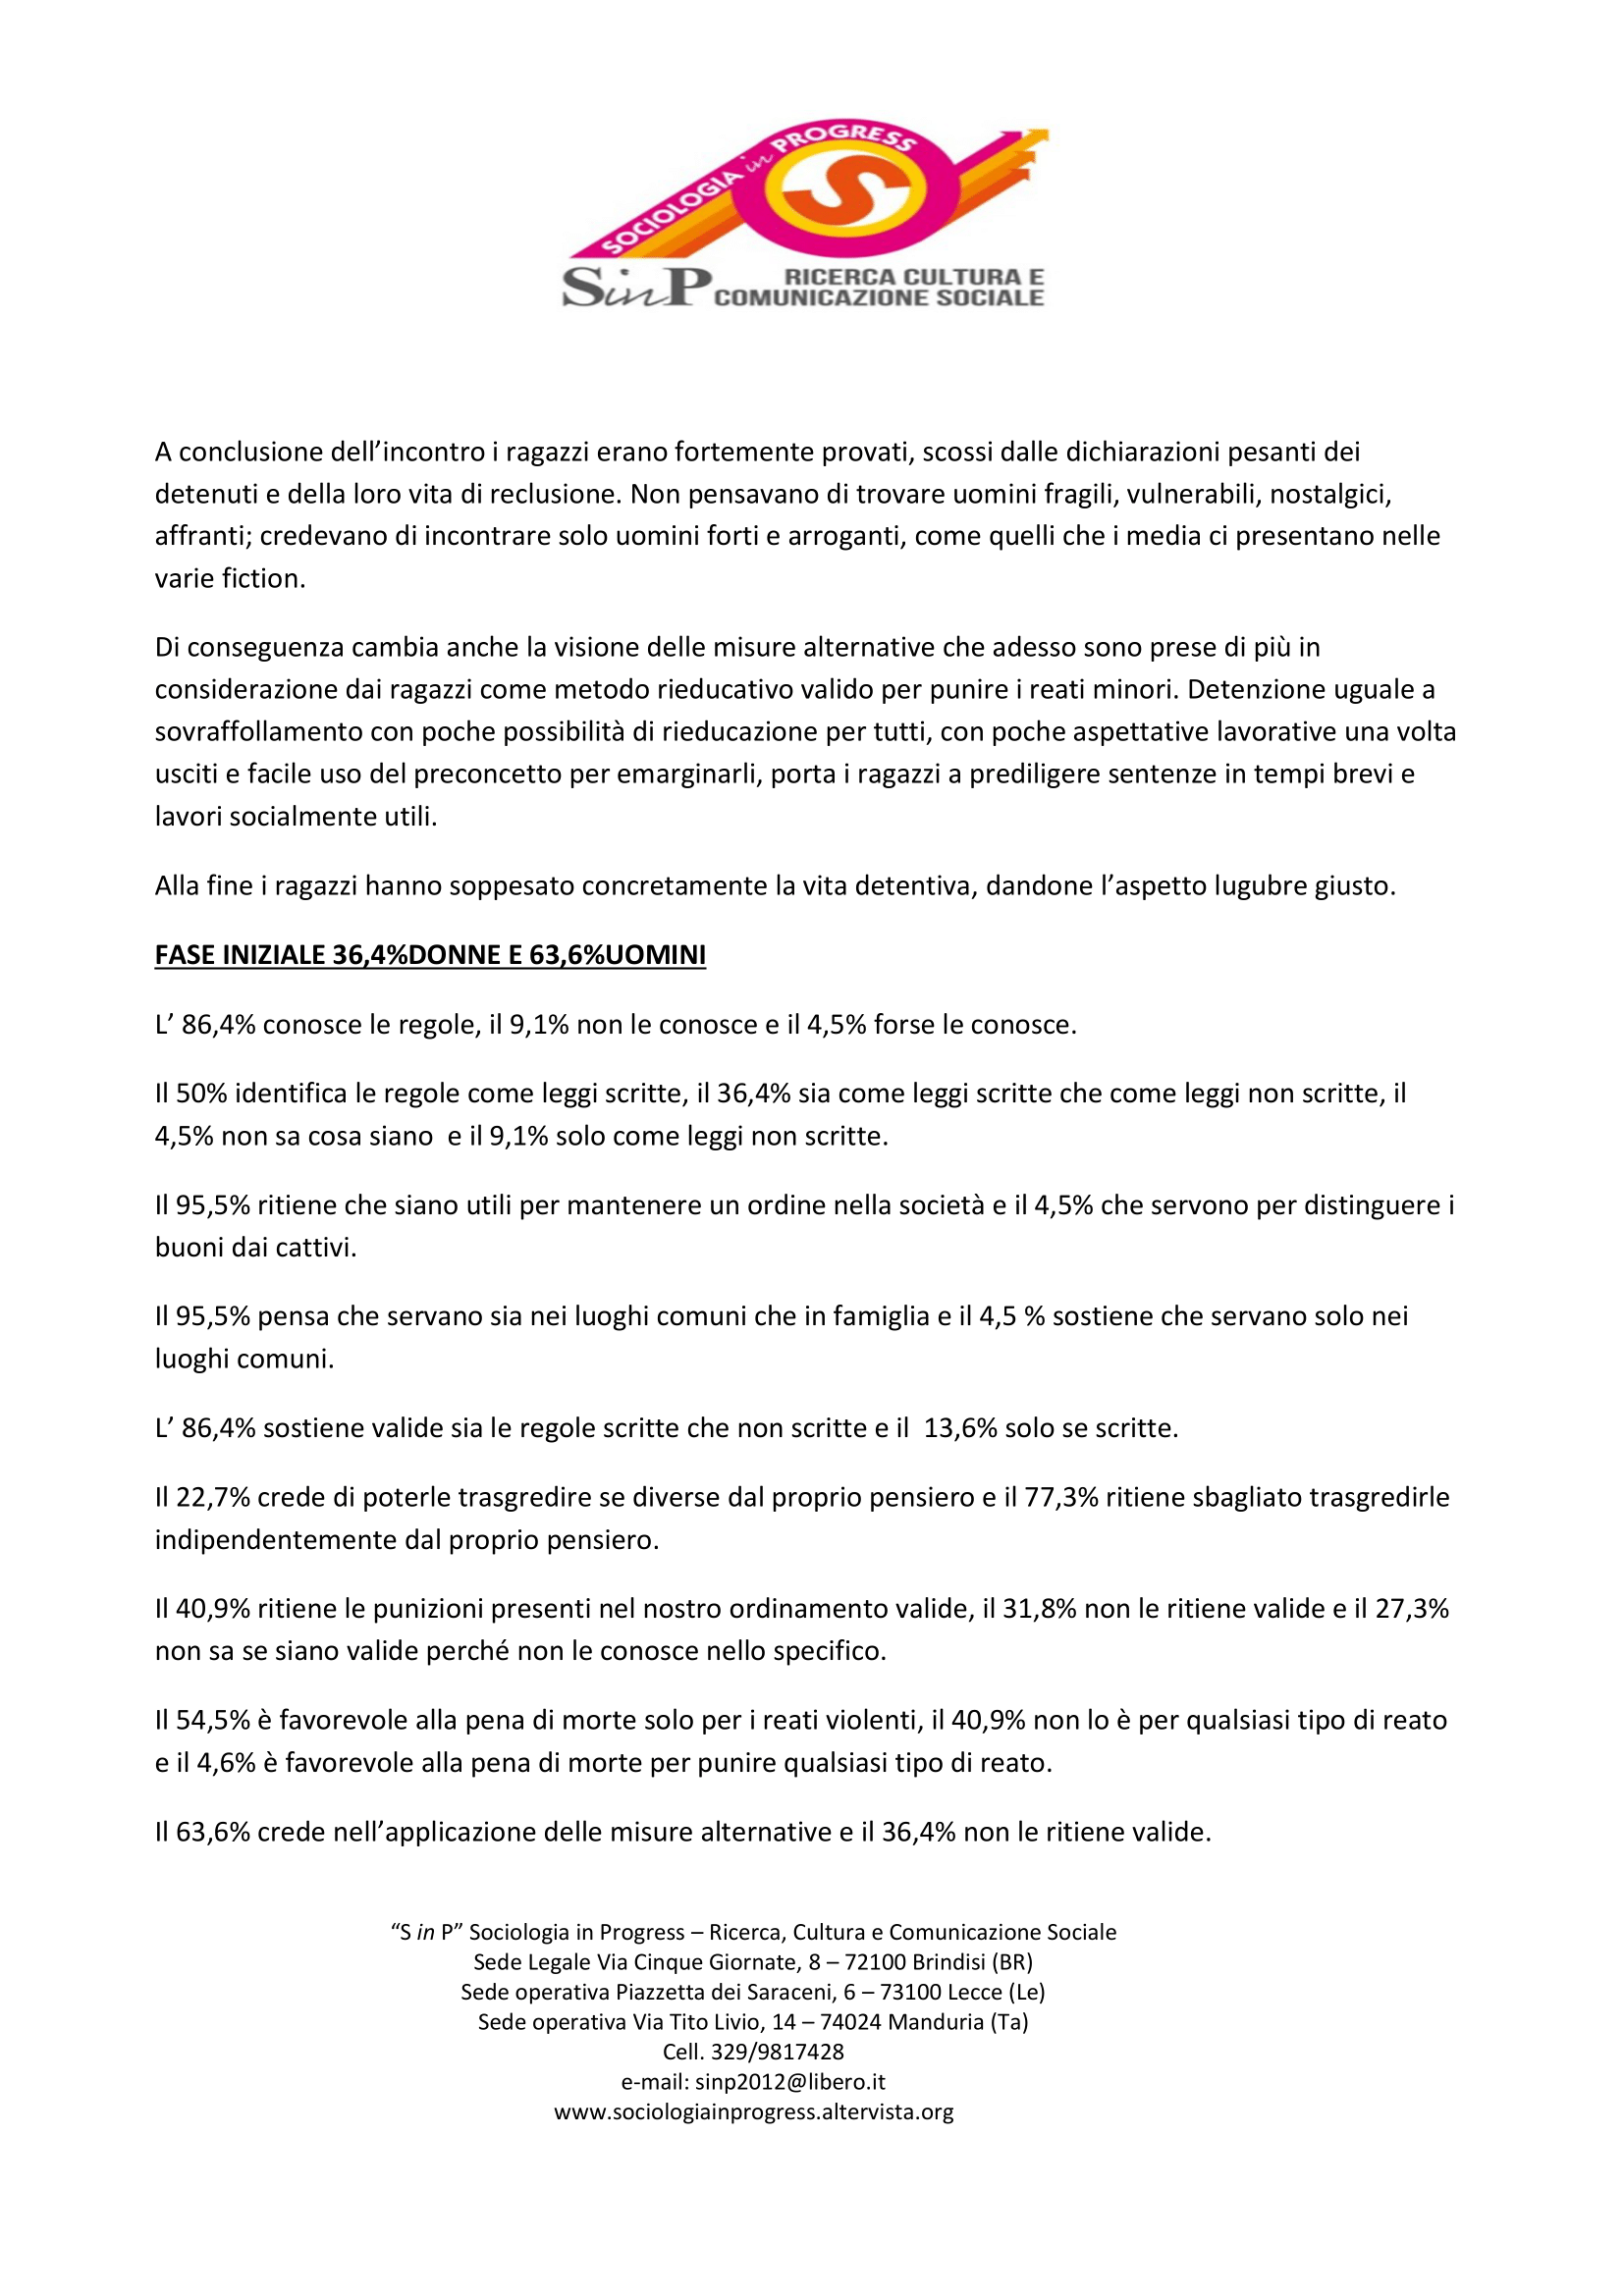 SOCIOLOGIA in PROGRESS
S
SinP RICERCA CULTURA E
COMUNICAZIONE SOCIALE
A conclusione dell’incontro i ragazzi erano fortemente provati, scossi dalle dichiarazioni pesanti dei
detenuti e della loro vita di reclusione. Non pensavano di trovare uomini fragili, vulnerabili, nostalgici,
affranti; credevano di incontrare solo uomini forti e arroganti, come quelli che i media ci presentano nelle
varie fiction.
Di conseguenza cambia anche la visione delle misure alternative che adesso sono prese di più in
considerazione dai ragazzi come metodo rieducativo valido per punire i reati minori. Detenzione uguale a
sovraffollamento con poche possibilità di rieducazione per tutti, con poche aspettative lavorative una volta
usciti e facile uso del preconcetto per emarginarli, porta i ragazzi a prediligere sentenze in tempi brevi e
lavori socialmente utili.
Alla fine i ragazzi hanno soppesato concretamente la vita detentiva, dandone l’aspetto lugubre giusto.
FASE INIZIALE 36,4%DONNE E 63,6%UOMINI
L’ 86,4% conosce le regole, il 9,1% non le conosce e il 4,5% forse le conosce.
Il 50% identifica le regole come leggi scritte, il 36,4% sia come leggi scritte che come leggi non scritte, il
4,5% non sa cosa siano  e il 9,1% solo come leggi non scritte.
Il 95,5% ritiene che siano utili per mantenere un ordine nella società e il 4,5% che servono per distinguere i
buoni dai cattivi.
Il 95,5% pensa che servano sia nei luoghi comuni che in famiglia e il 4,5 % sostiene che servano solo nei
luoghi comuni.
L’ 86,4% sostiene valide sia le regole scritte che non scritte e il  13,6% solo se scritte.
Il 22,7% crede di poterle trasgredire se diverse dal proprio pensiero e il 77,3% ritiene sbagliato trasgredirle
indipendentemente dal proprio pensiero.
Il 40,9% ritiene le punizioni presenti nel nostro ordinamento valide, il 31,8% non le ritiene valide e il 27,3%
non sa se siano valide perché non le conosce nello specifico.
Il 54,5% è favorevole alla pena di morte solo per i reati violenti, il 40,9% non lo è per qualsiasi tipo di reato
e il 4,6% è favorevole alla pena di morte per punire qualsiasi tipo di reato.
Il 63,6% crede nell’applicazione delle misure alternative e il 36,4% non le ritiene valide.
“S in P” Sociologia in Progress – Ricerca, Cultura e Comunicazione Sociale
Sede Legale Via Cinque Giornate, 8 – 72100 Brindisi (BR)
Sede operativa Piazzetta dei Saraceni, 6 – 73100 Lecce (Le)
Sede operativa Via Tito Livio, 14 – 74024 Manduria (Ta)
Cell. 329/9817428
e-mail: sinp2012@libero.it
www.sociologiainprogress.altervista.org